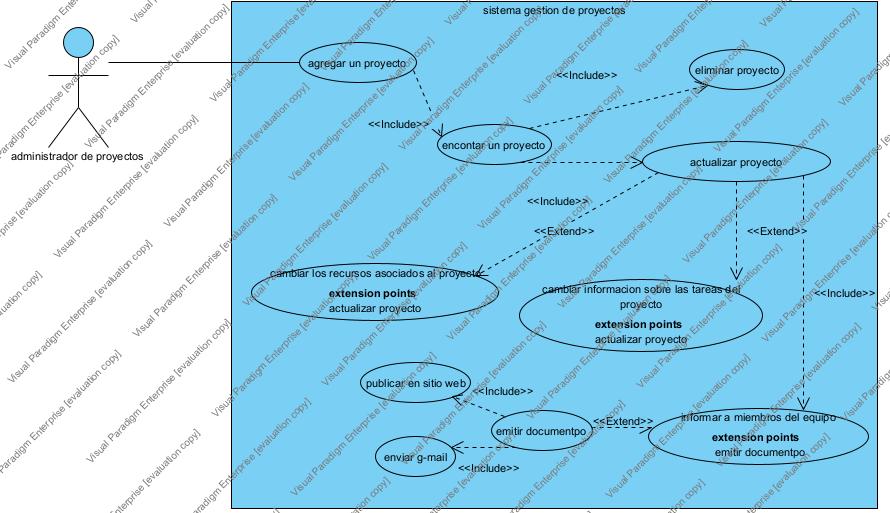 sistema gestion de proyectos
agregar un proyecto
eliminar proyecto
<<Include>>
<<Include>>
encontar un proyecto
administrador de proyectos
actualizar proyecto
<<Include>>
<<Extend>>
<<Extend>>
cambiar los recursos asociados al proyecto
extension points
actualizar proyecto
cambiar informacion sobre las tareas del
proyecto
extension points
actualizar proyecto
<<Include>>
publicar en sitio web
<<Include>>
emitir documentpo
<<Extend>>
informar a miembros del equipo
extension points
emitir documentpo
enviar g-mail
<<Include>>
Visual Paradigm Enterprise [evaluation copy]